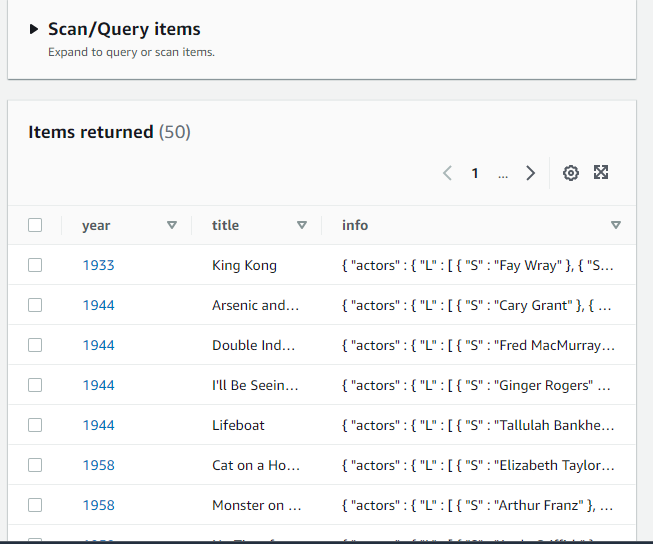 Scan/Query items
Expand to query or scan items.
Items returned (50)
1 ...
year title info
1933 King Kong { "actors" : { "L" : [ { "S" : "Fay Wray" }, { "S...
1944 Arsenic and... { "actors" : { "L" : [ { "S" : "Cary Grant" }, { ...
1944 Double Ind... { "actors" : { "L" : [ { "S" : "Fred MacMurray...
1944 I'll Be Seein... { "actors" : { "L" : [ { "S" : "Ginger Rogers" ...
1944 Lifeboat { "actors" : { "L" : [ { "S" : "Tallulah Bankhe...
1958 Cat on a Ho... { "actors" : { "L" : [ { "S" : "Elizabeth Taylor...
1958 Monster on ... { "actors" : { "L" : [ { "S" : "Arthur Franz" }, ...